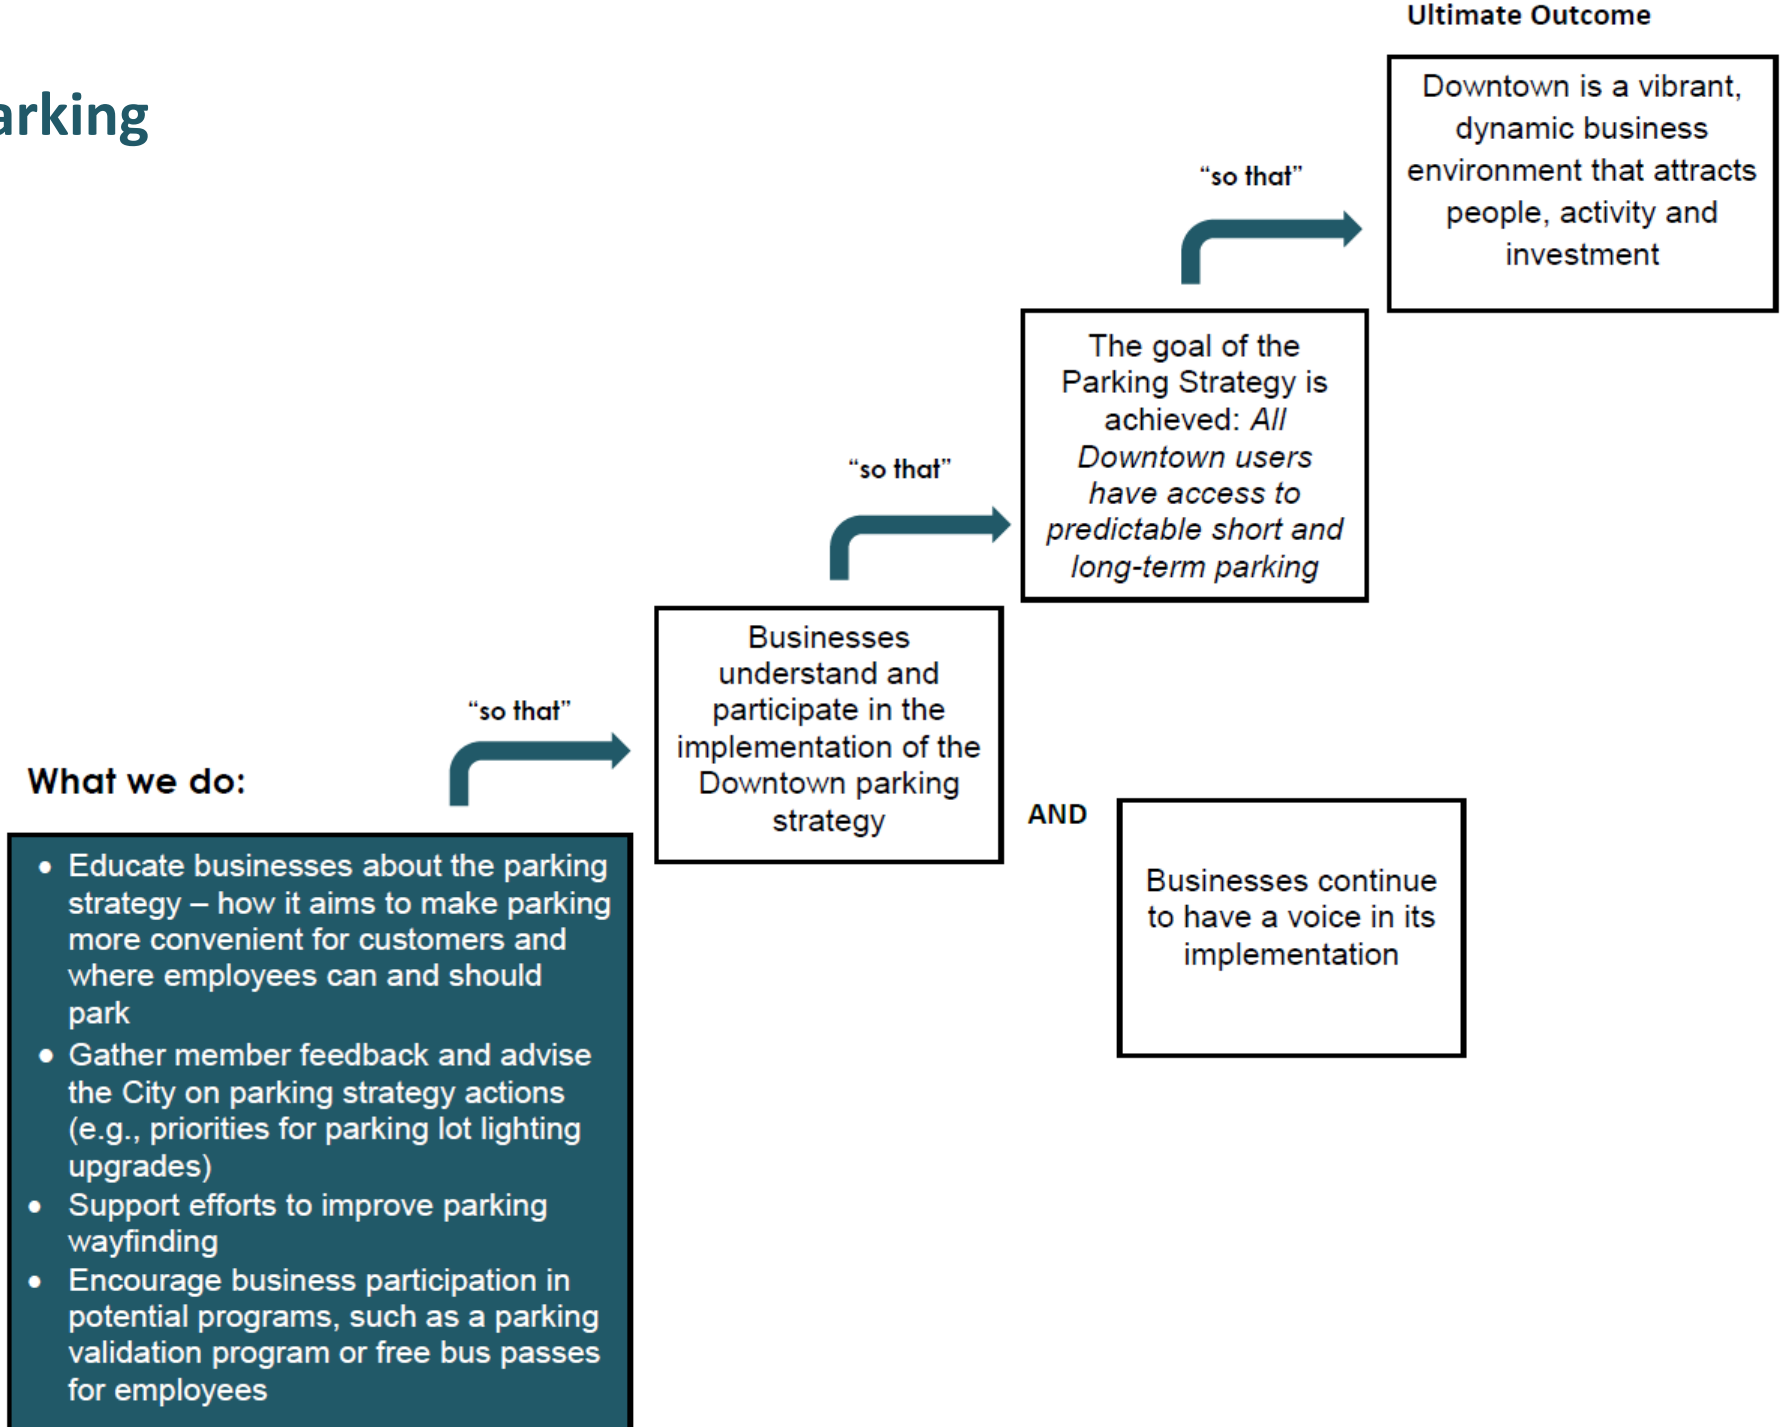 arking
What we do:
• Educate businesses about the parking
strategy – how it aims to make parking
more convenient for customers and
where employees can and should
park
• Gather member feedback and advise
the City on parking strategy actions
(e.g., priorities for parking lot lighting
upgrades)
• Support efforts to improve parking
wayfinding
• Encourage business participation in
potential programs, such as a parking
validation program or free bus passes
for employees
“so that”
Businesses
understand and
participate in the
implementation of the
Downtown parking
strategy
AND
Businesses continue
to have a voice in its
implementation
“so that”
The goal of the
Parking Strategy is
achieved: All
Downtown users
have access to
predictable short and
long-term parking
“so that”
Ultimate Outcome
Downtown is a vibrant,
dynamic business
environment that attracts
people, activity and
investment